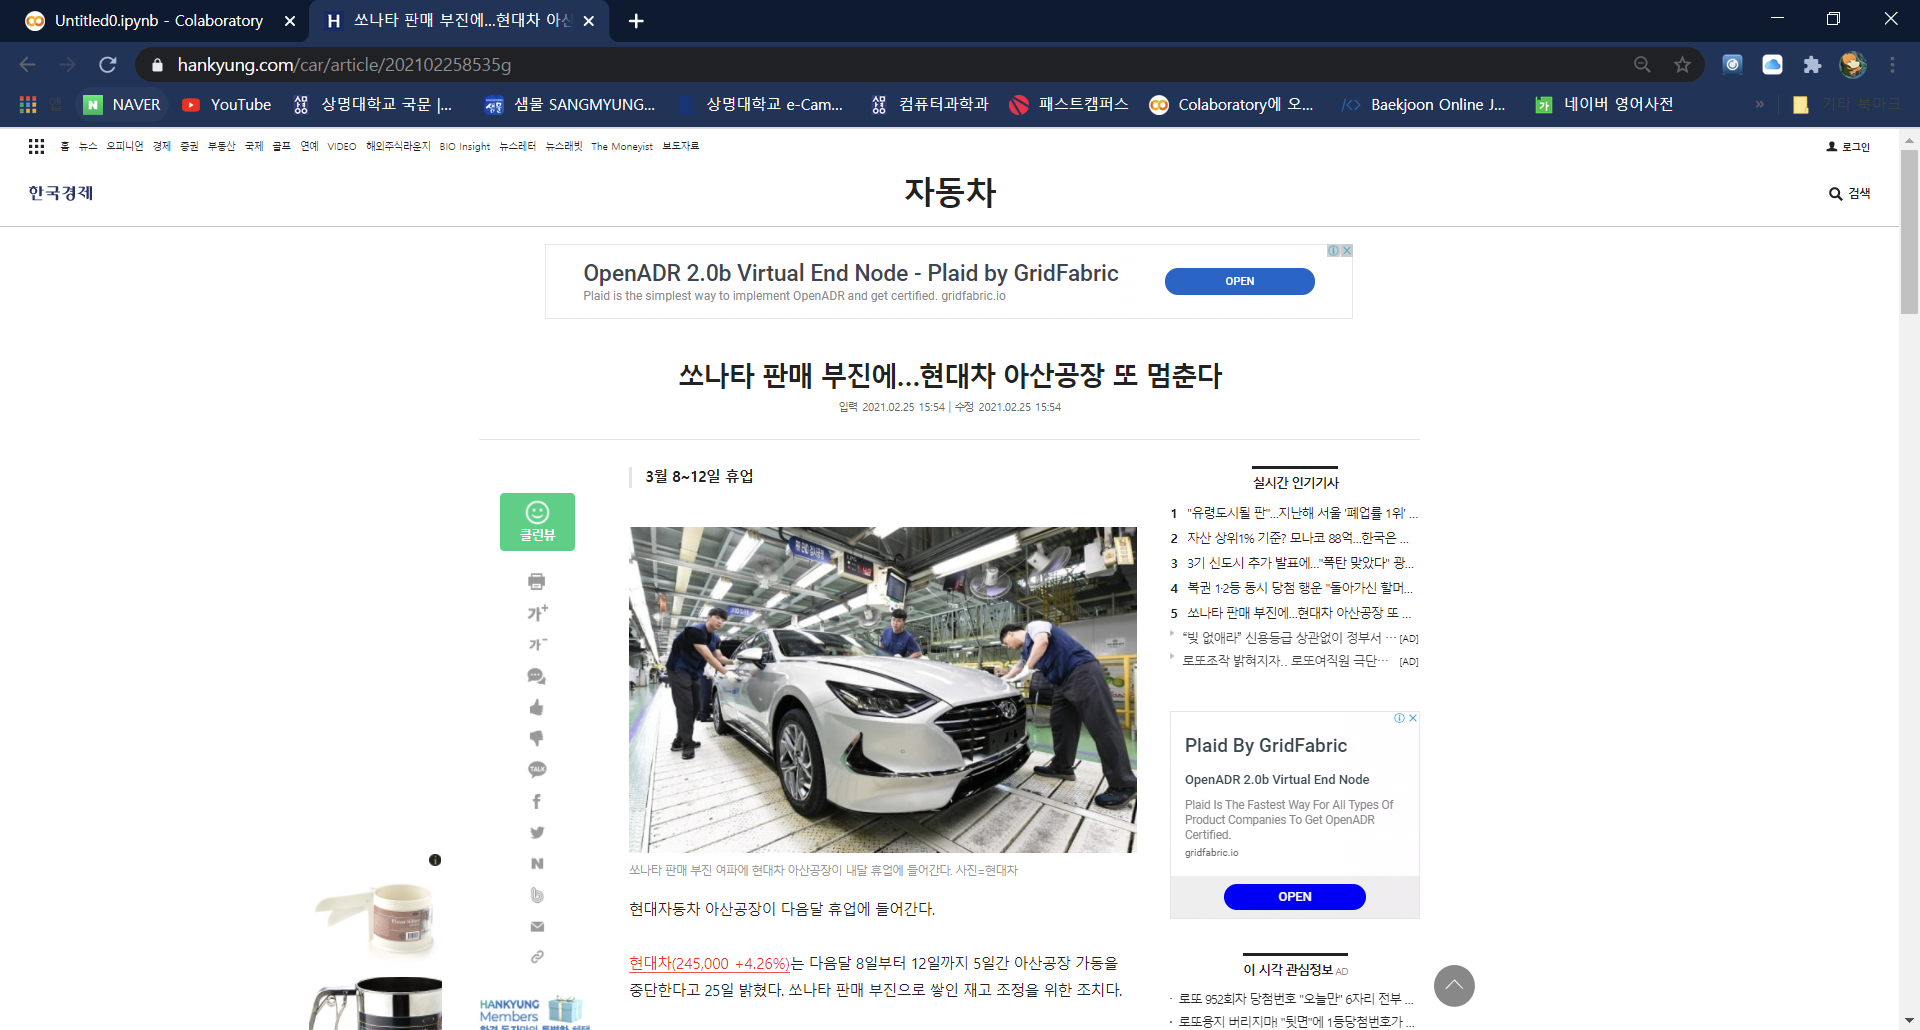 Untitled0.ipynb - Colaboratory
쏘나타 판매 부진에...현대차 아산
hankyung.com/car/article/202102258535g
앱
NAVER
YouTube
상명대학교 국문 |...
샘물 SANGMYUNG...
상명대학교 e-Cam...
컴퓨터과학과
패스트캠퍼스
Colaboratory에 오...
Baekjoon Online J...
네이버 영어사전
»
기타 북마크
홈 뉴스 오피니언 경제 증권 부동산 국제 골프 연예 VIDEO 해외주식라운지 BIO Insight 뉴스레터 뉴스래빗 The Moneyist 보도자료
로그인
한국경제
자동차
검색
OpenADR 2.0b Virtual End Node - Plaid by GridFabric
Plaid is the simplest way to implement OpenADR and get certified. gridfabric.io
OPEN
쏘나타 판매 부진에...현대차 아산공장 또 멈춘다
입력 2021.02.25 15:54 | 수정 2021.02.25 15:54
3월 8~12일 휴업
클린뷰
가+
가-
TALK
쏘나타 판매 부진 여파에 현대차 아산공장이 내달 휴업에 들어간다. 사진=현대차
현대자동차 아산공장이 다음달 휴업에 들어간다.
현대차(245,000 +4.26%)는 다음달 8일부터 12일까지 5일간 아산공장 가동을
중단한다고 25일 밝혔다. 쏘나타 판매 부진으로 쌓인 재고 조정을 위한 조치다.
HANKYUNG
Members
실시간 인기기사
1 "유령도시될 판"...지난해 서울 '폐업률 1위' ...
2 자산 상위1% 기준? 모나코 88억...한국은 ...
3 3기 신도시 추가 발표에..."폭탄 맞았다" 광...
4 복권 1·2등 동시 당첨 행운 "돌아가신 할머...
5 쏘나타 판매 부진에...현대차 아산공장 또 ...
“빚 없애라” 신용등급 상관없이 정부서 ··· [AD]
로또조작 밝혀지자.. 로또여직원 극단··· [AD]
Plaid By GridFabric
OpenADR 2.0b Virtual End Node
Plaid Is The Fastest Way For All Types Of
Product Companies To Get OpenADR
Certified.
gridfabric.io
OPEN
이 시각 관심정보 AD
· 로또 952회차 당첨번호 "오늘만" 6자리 전부 ...
· 로또용지 버리지마! "뒷면"에 1등당첨번호가 ...